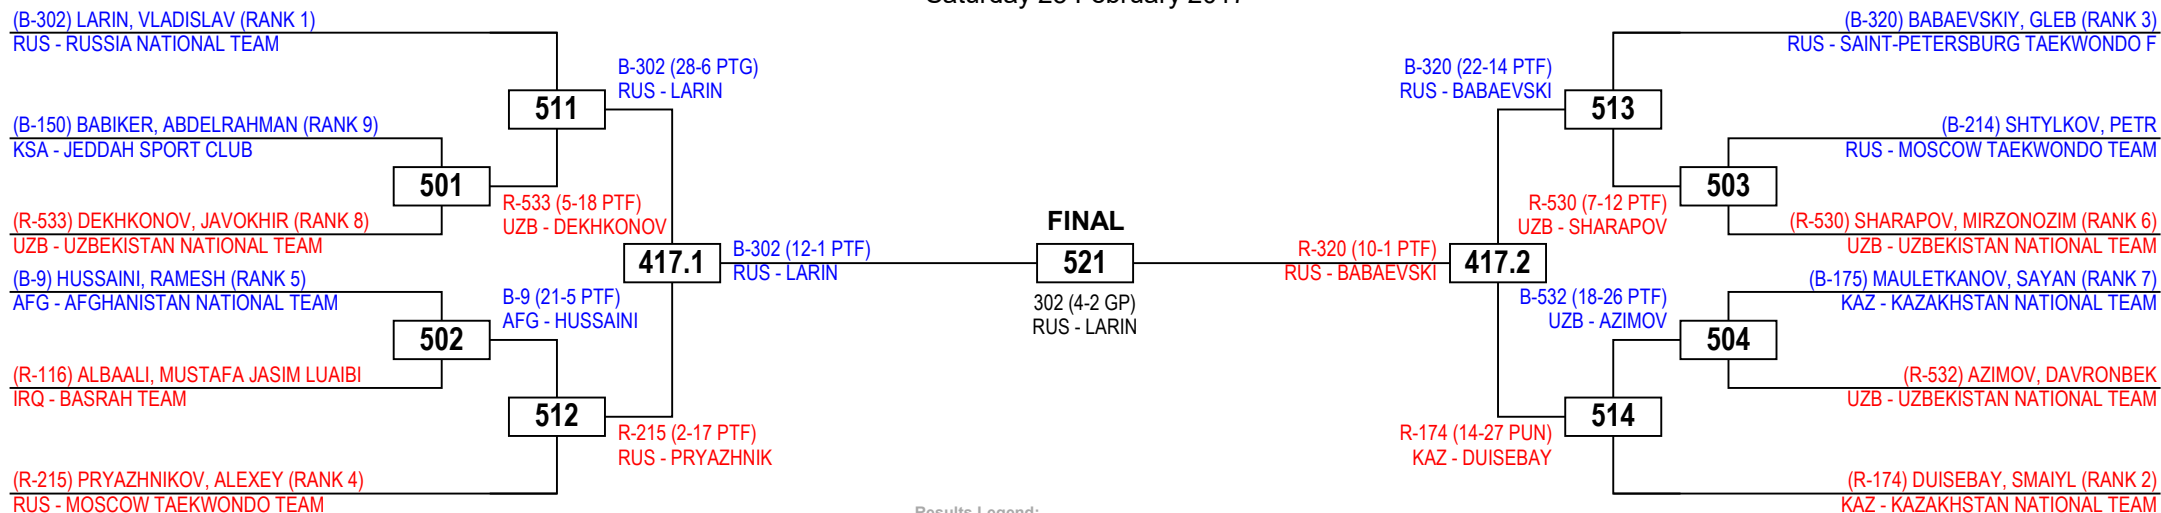 (B-302) LARIN, VLADISLAV (RANK 1)
RUS - RUSSIA NATIONAL TEAM
(B-150) BABIKER, ABDELRAHMAN (RANK 9)
KSA - JEDDAH SPORT CLUB
(R-533) DEKHKONOV, JAVOKHIR (RANK 8)
UZB - UZBEKISTAN NATIONAL TEAM
(B-9) HUSSAINI, RAMESH (RANK 5)
AFG - AFGHANISTAN NATIONAL TEAM
(R-116) ALBAALI, MUSTAFA JASIM LUAIBI
IRQ - BASRAH TEAM
(R-215) PRYAZHNIKOV, ALEXEY (RANK 4)
RUS - MOSCOW TAEKWONDO TEAM
501
502
R-533 (5-18 PTF)
UZB - DEKHKONOV
B-9 (21-5 PTF)
AFG - HUSSAINI
511
512
B-302 (28-6 PTG)
RUS - LARIN
R-215 (2-17 PTF)
RUS - PRYAZHNIK
417.1
B-302 (12-1 PTF)
RUS - LARIN
FINAL
521
302 (4-2 GP)
RUS - LARIN
R-320 (10-1 PTF)
RUS - BABAEVSKI
417.2
B-320 (22-14 PTF)
RUS - BABAEVSKI
R-174 (14-27 PUN)
KAZ - DUISEBAY
513
514
R-530 (7-12 PTF)
UZB - SHARAPOV
B-532 (18-26 PTF)
UZB - AZIMOV
503
504
(B-320) BABAEVSKIY, GLEB (RANK 3)
RUS - SAINT-PETERSBURG TAEKWONDO F
(B-214) SHTYLKOV, PETR
RUS - MOSCOW TAEKWONDO TEAM
(R-530) SHARAPOV, MIRZONOZIM (RANK 6)
UZB - UZBEKISTAN NATIONAL TEAM
(B-175) MAULETKANOV, SAYAN (RANK 7)
KAZ - KAZAKHSTAN NATIONAL TEAM
(R-532) AZIMOV, DAVRONBEK
UZB - UZBEKISTAN NATIONAL TEAM
(R-174) DUISEBAY, SMAIYL (RANK 2)
KAZ - KAZAKHSTAN NATIONAL TEAM
Results Legend: